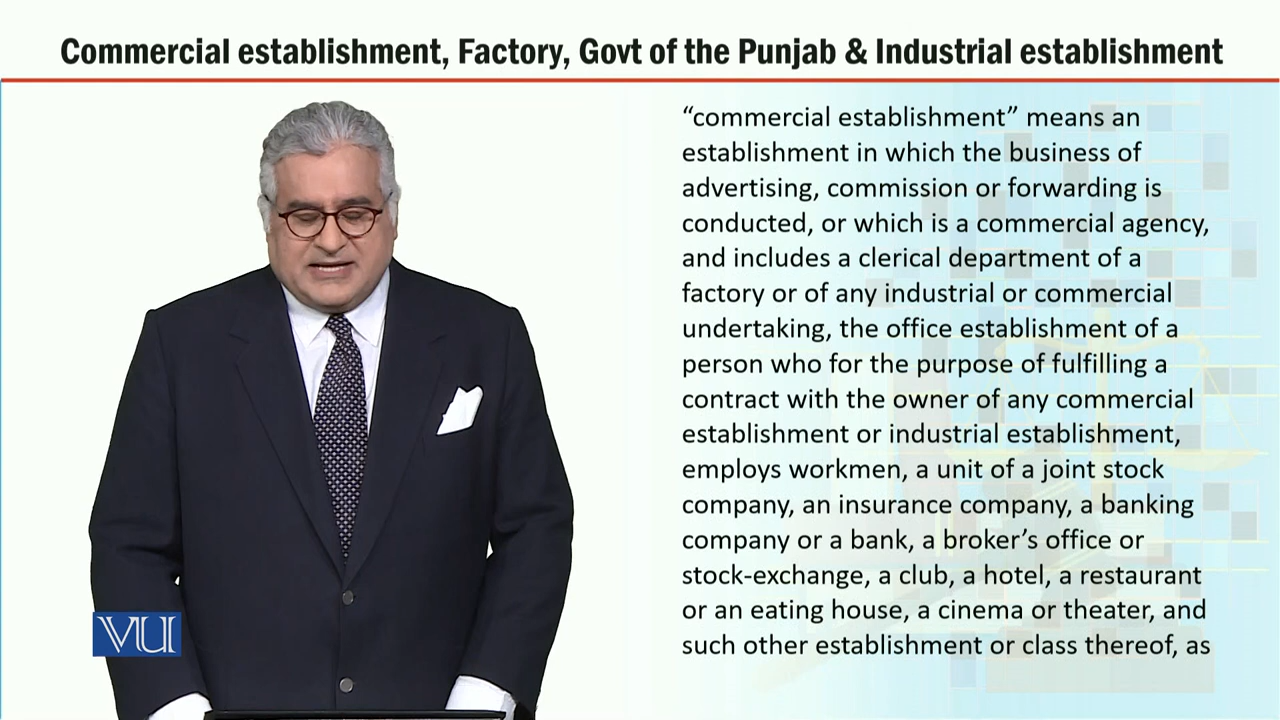 Commercial establishment, Factory, Govt of the Punjab & Industrial establishment
“commercial establishment” means an
establishment in which the business of
advertising, commission or forwarding is
conducted, or which is a commercial agency,
and includes a clerical department of a
factory or of any industrial or commercial
undertaking, the office establishment of a
person who for the purpose of fulfilling a
contract with the owner of any commercial
establishment or industrial establishment,
employs workmen, a unit of a joint stock
company, an insurance company, a banking
company or a bank, a broker’s office or
stock-exchange, a club, a hotel, a restaurant
or an eating house, a cinema or theater, and
such other establishment or class thereof, as
VU